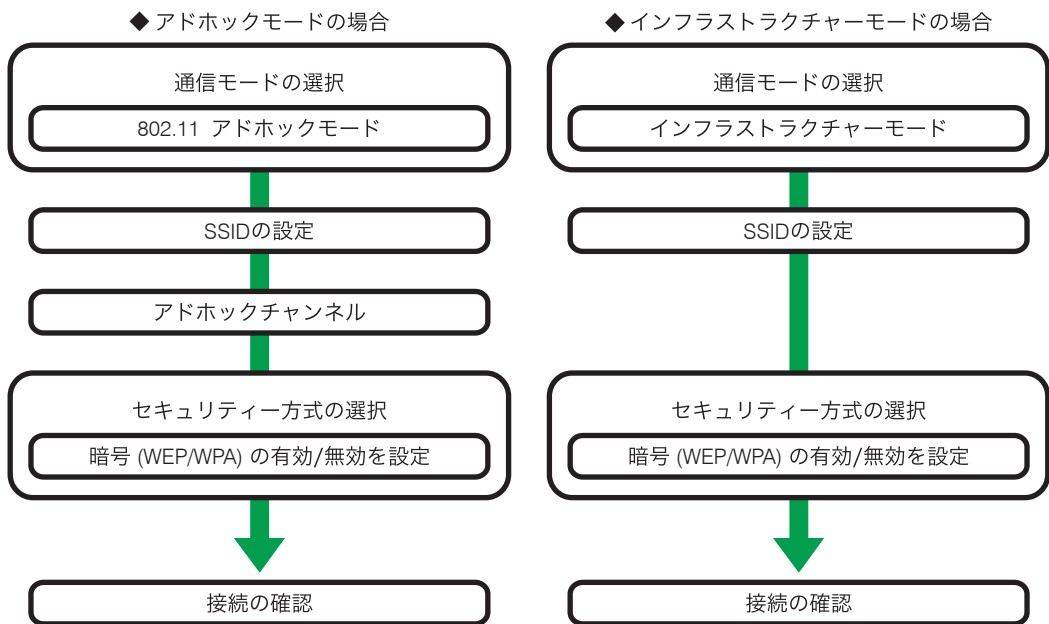 ◆ アドホックモードの場合
通信モードの選択
802.11 アドホックモード
SSIDの設定
アドホックチャンネル
セキュリティー方式の選択
暗号 (WEP/WPA) の有効/無効を設定
接続の確認
◆ インフラストラクチャーモードの場合
通信モードの選択
インフラストラクチャーモード
SSIDの設定
セキュリティー方式の選択
暗号 (WEP/WPA) の有効/無効を設定
接続の確認